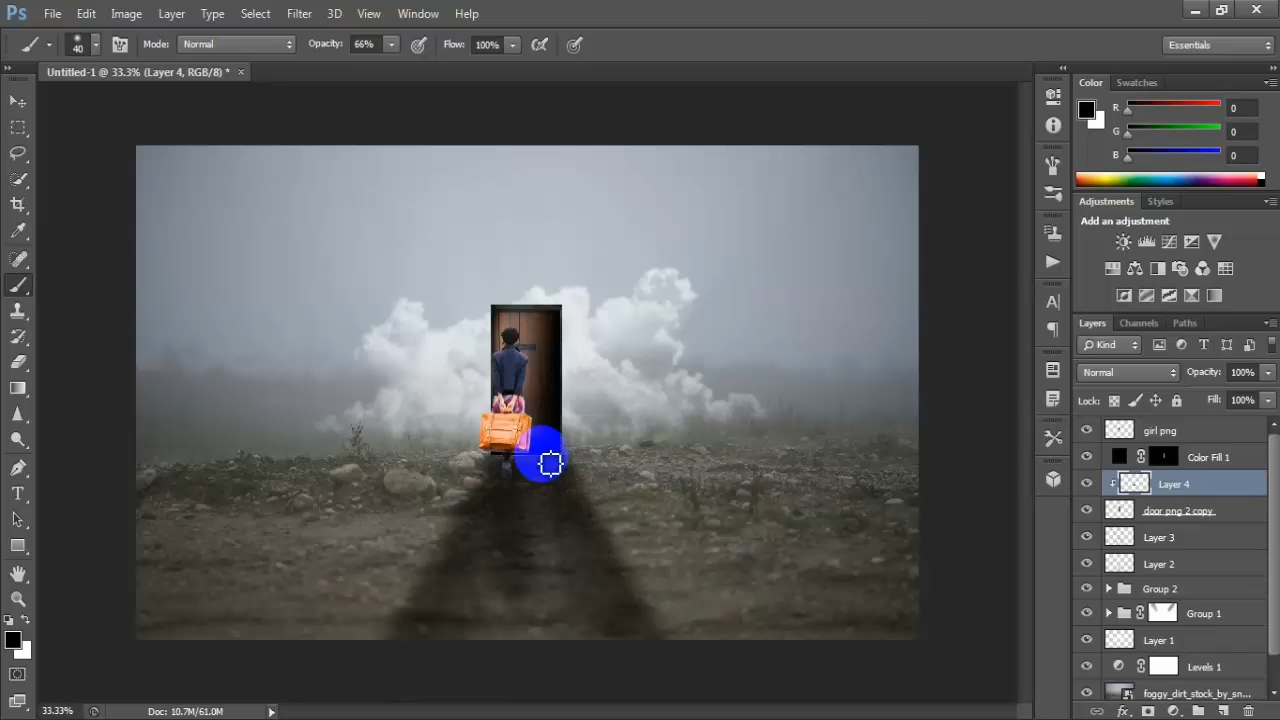 Ps File Edit Image Layer Type Select Filter 3D View Window Help
40 Mode: Normal Opacity: 66% Flow: 100% Essentials
Untitled-1 @ 33.3% (Layer 4, RGB/8) * ×
Color Swatches
R 0
G 0
B 0
Adjustments Styles
Add an adjustment
Layers Channels Paths
Kind
Normal Opacity: 100%
Lock: Fill: 100%
girl png
Color Fill 1
Layer 4
door png 2 copy
Layer 3
Layer 2
Group 2
Group 1
Layer 1
Levels 1
foggy_dirt_stock_by_sn...
33.33% Doc: 10.7M/61.0M